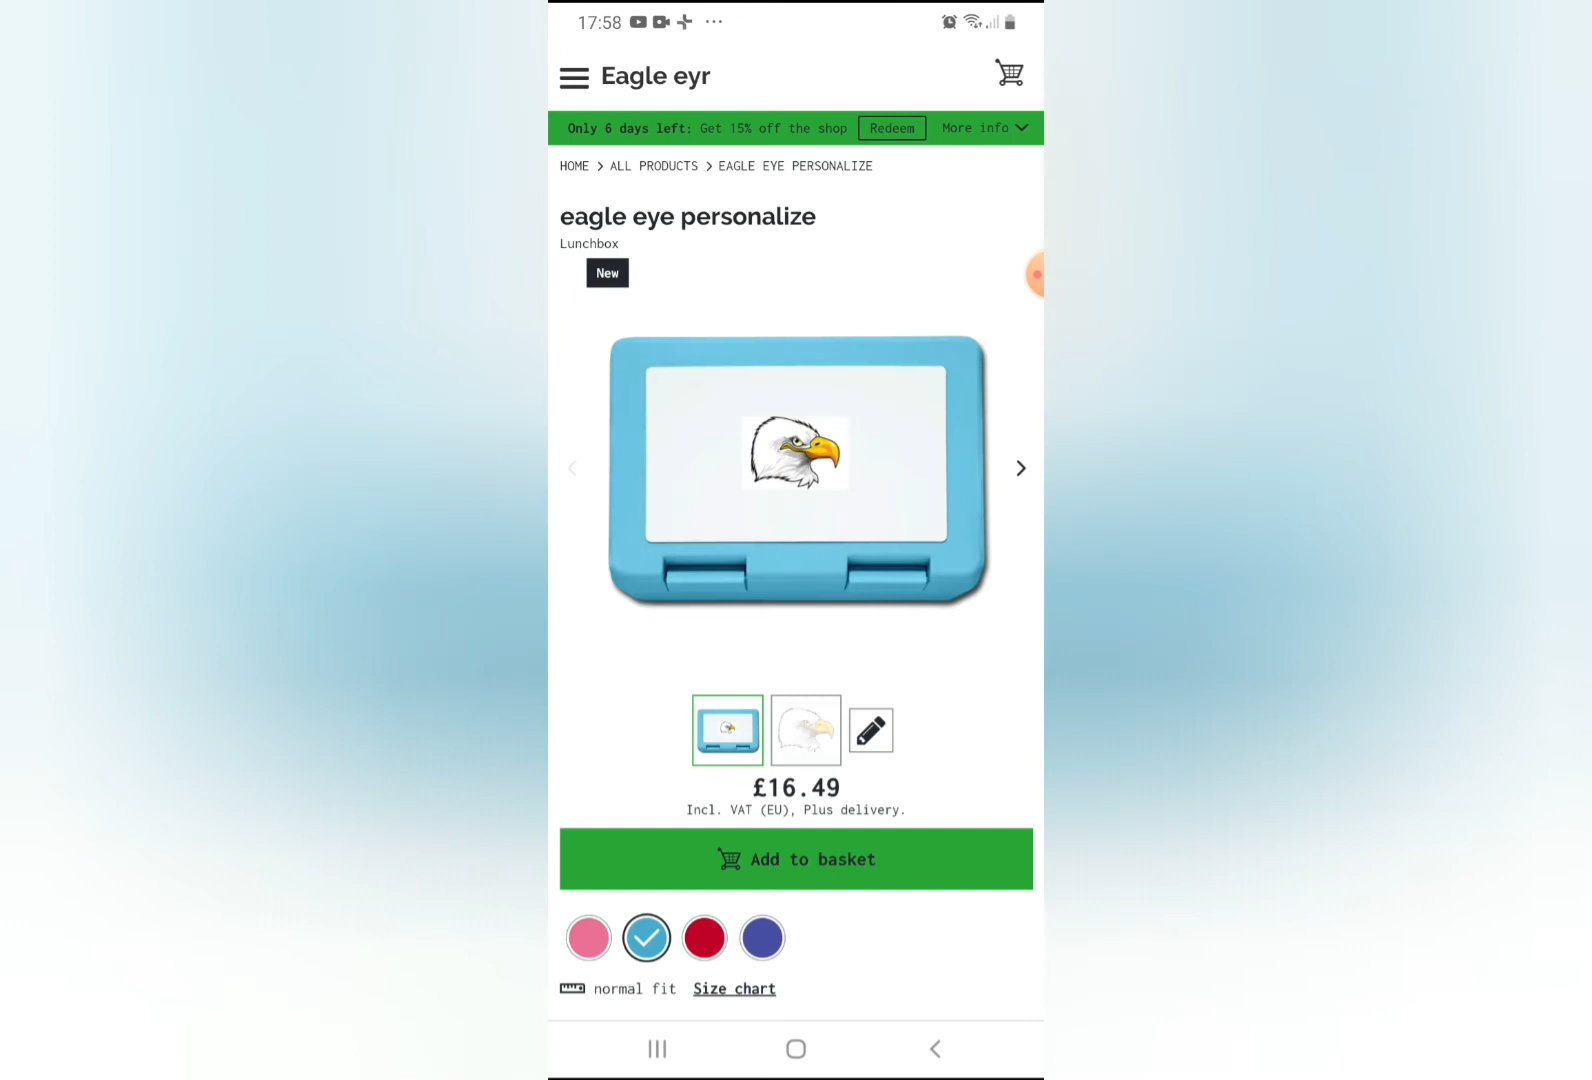 17:58
Eagle eyr
Only 6 days left: Get 15% off the shop Redeem More info
HOME > ALL PRODUCTS > EAGLE EYE PERSONALIZE
eagle eye personalize
Lunchbox
New
£16.49
Incl. VAT (EU), Plus delivery.
Add to basket
normal fit Size chart